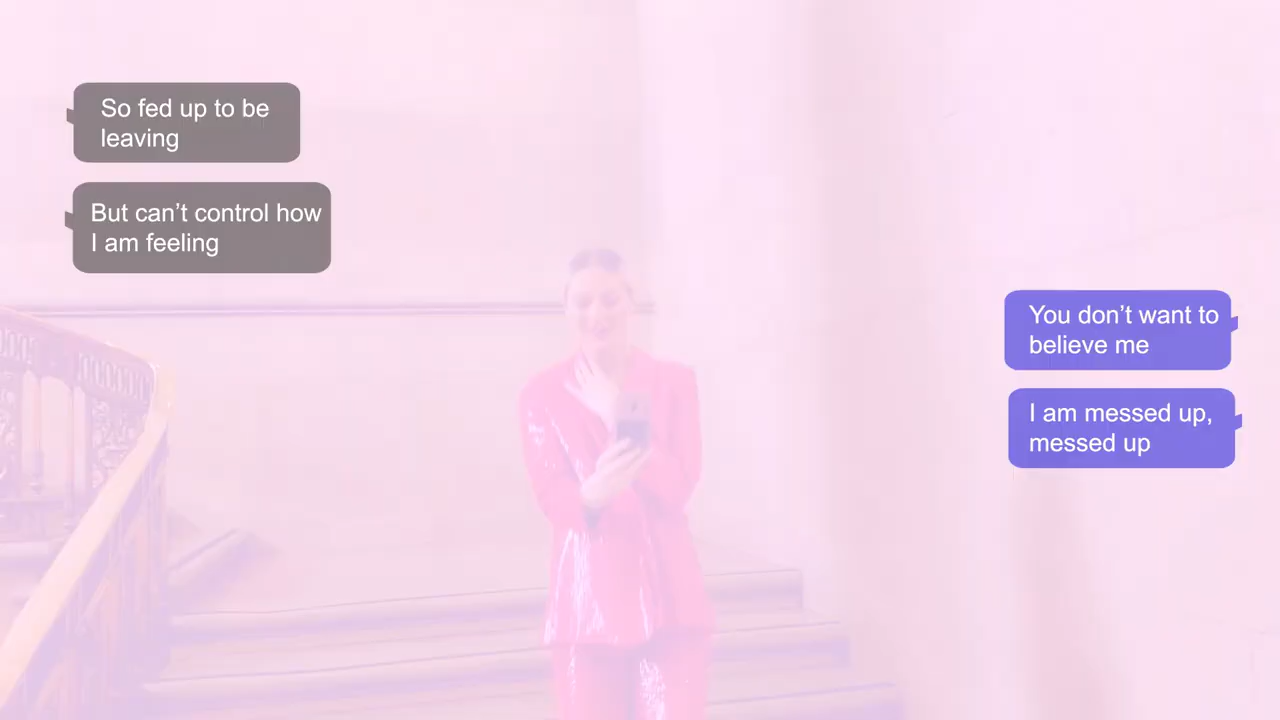 So fed up to be
leaving
But can't control how
I am feeling
You don't want to
believe me
I am messed up,
messed up